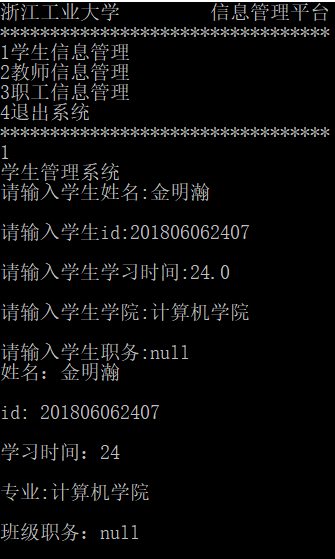 浙江工业大学 信息管理平台
*********************************
1学生信息管理
2教师信息管理
3职工信息管理
4退出系统
*********************************
1
学生管理系统
请输入学生姓名:金明瀚
请输入学生id:201806062407
请输入学生学习时间:24.0
请输入学生学院:计算机学院
请输入学生职务:null
姓名：金明瀚
id: 201806062407
学习时间：24
专业:计算机学院
班级职务：null